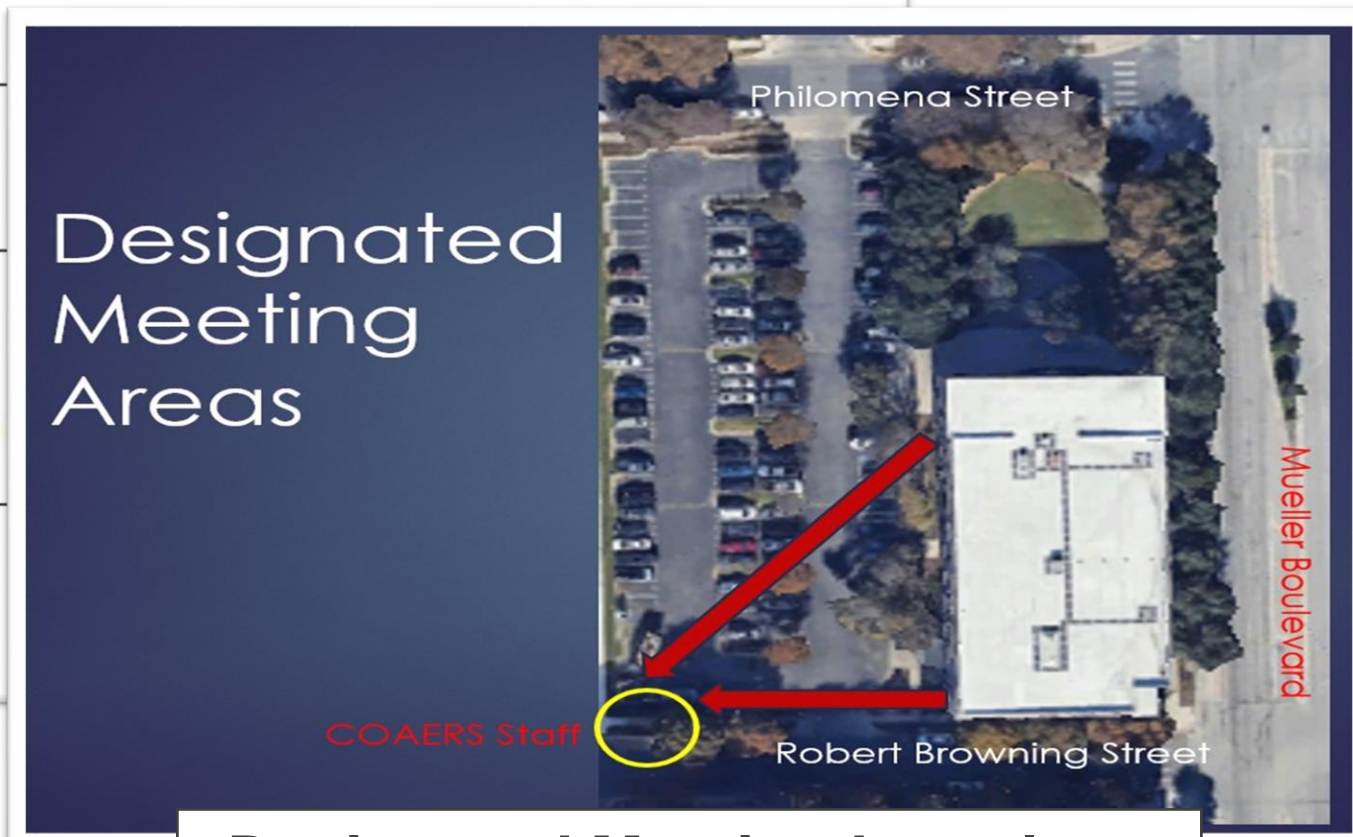 Philomena Street
Designated
Meeting
Areas
Mueller Boulevard
COAERS Staff
Robert Browning Street